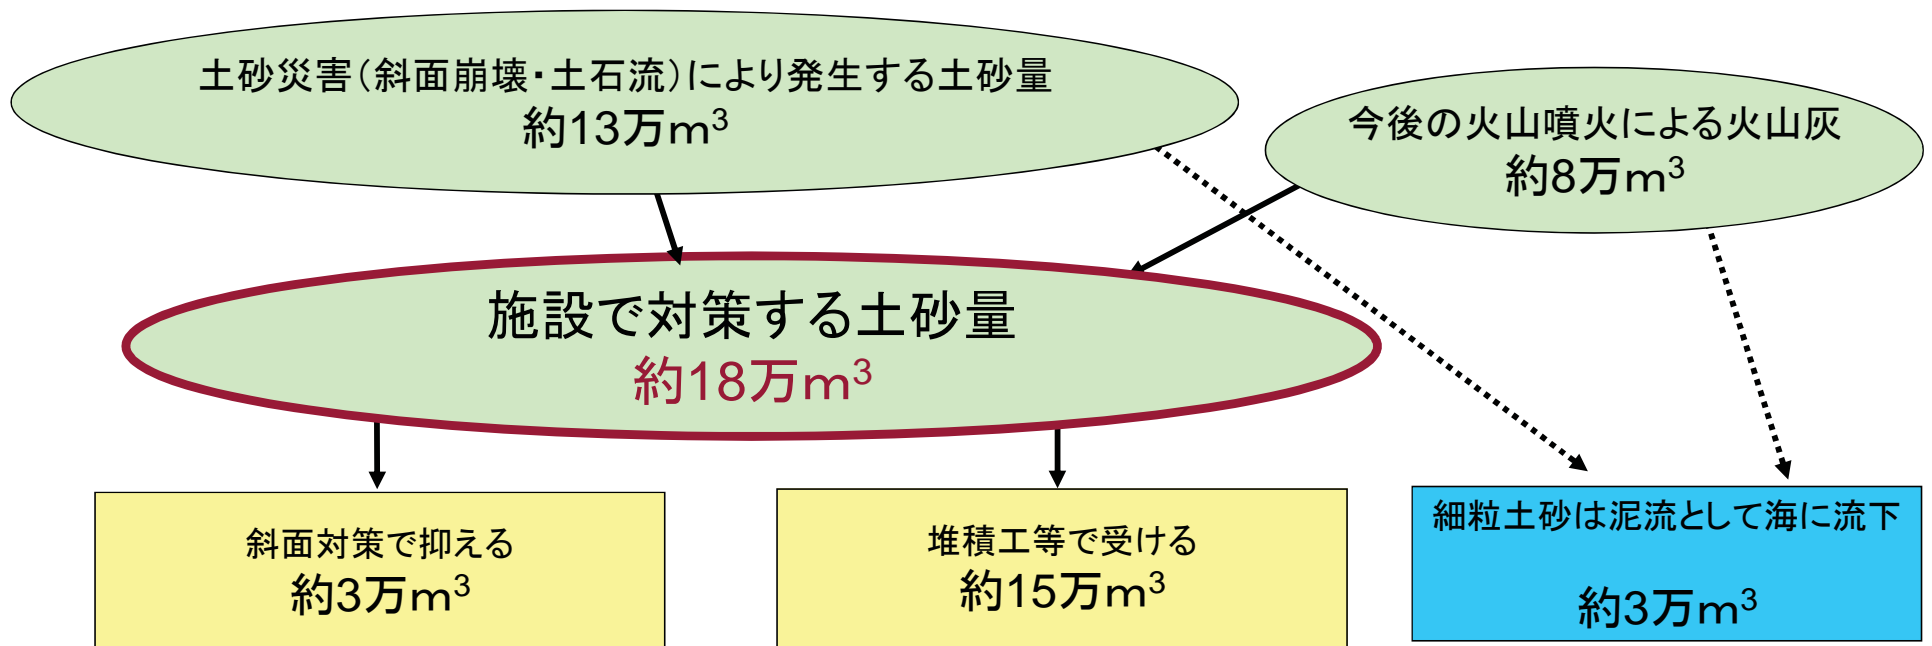 土砂災害（斜面崩壊・土石流）により発生する土砂量
約13万m³
今後の火山噴火による火山灰
約8万m³
施設で対策する土砂量
約18万m³
斜面対策で抑える
約3万m³
堆積工等で受ける
約15万m³
細粒土砂は泥流として海に流下
約3万m³